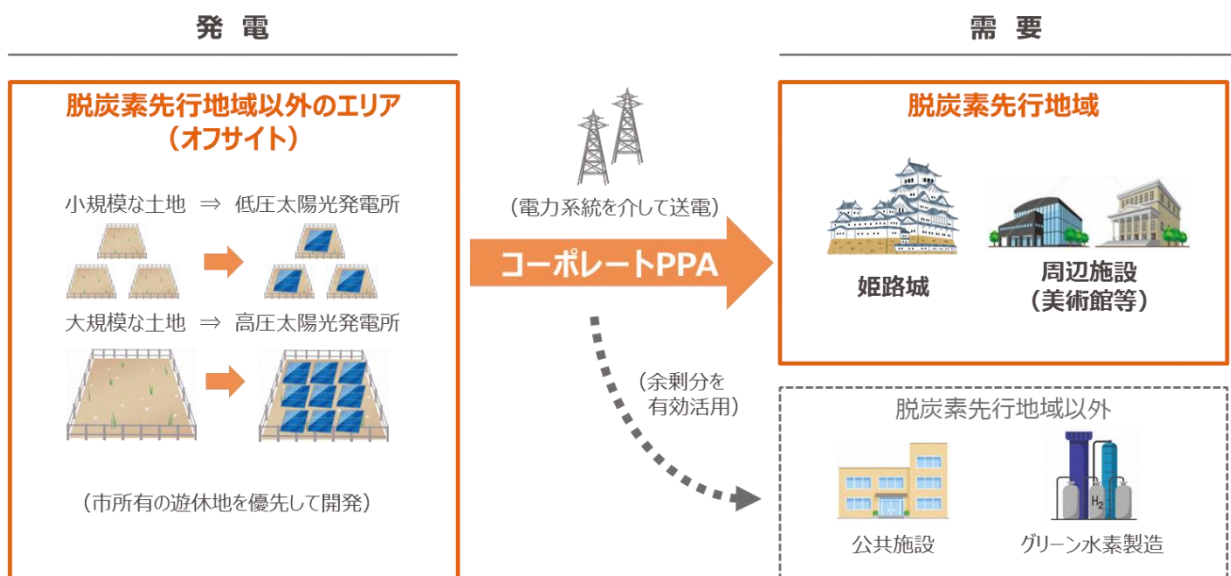 発電
需要
脱炭素先行地域以外のエリア
（オフサイト）
小規模な土地 ⇒ 低圧太陽光発電所
大規模な土地 ⇒ 高圧太陽光発電所
（市所有の遊休地を優先して開発）
（電力系統を介して送電）
コーポレートPPA
（余剰分を
有効活用）
脱炭素先行地域
姫路城
周辺施設
（美術館等）
脱炭素先行地域以外
H2
公共施設
グリーン水素製造